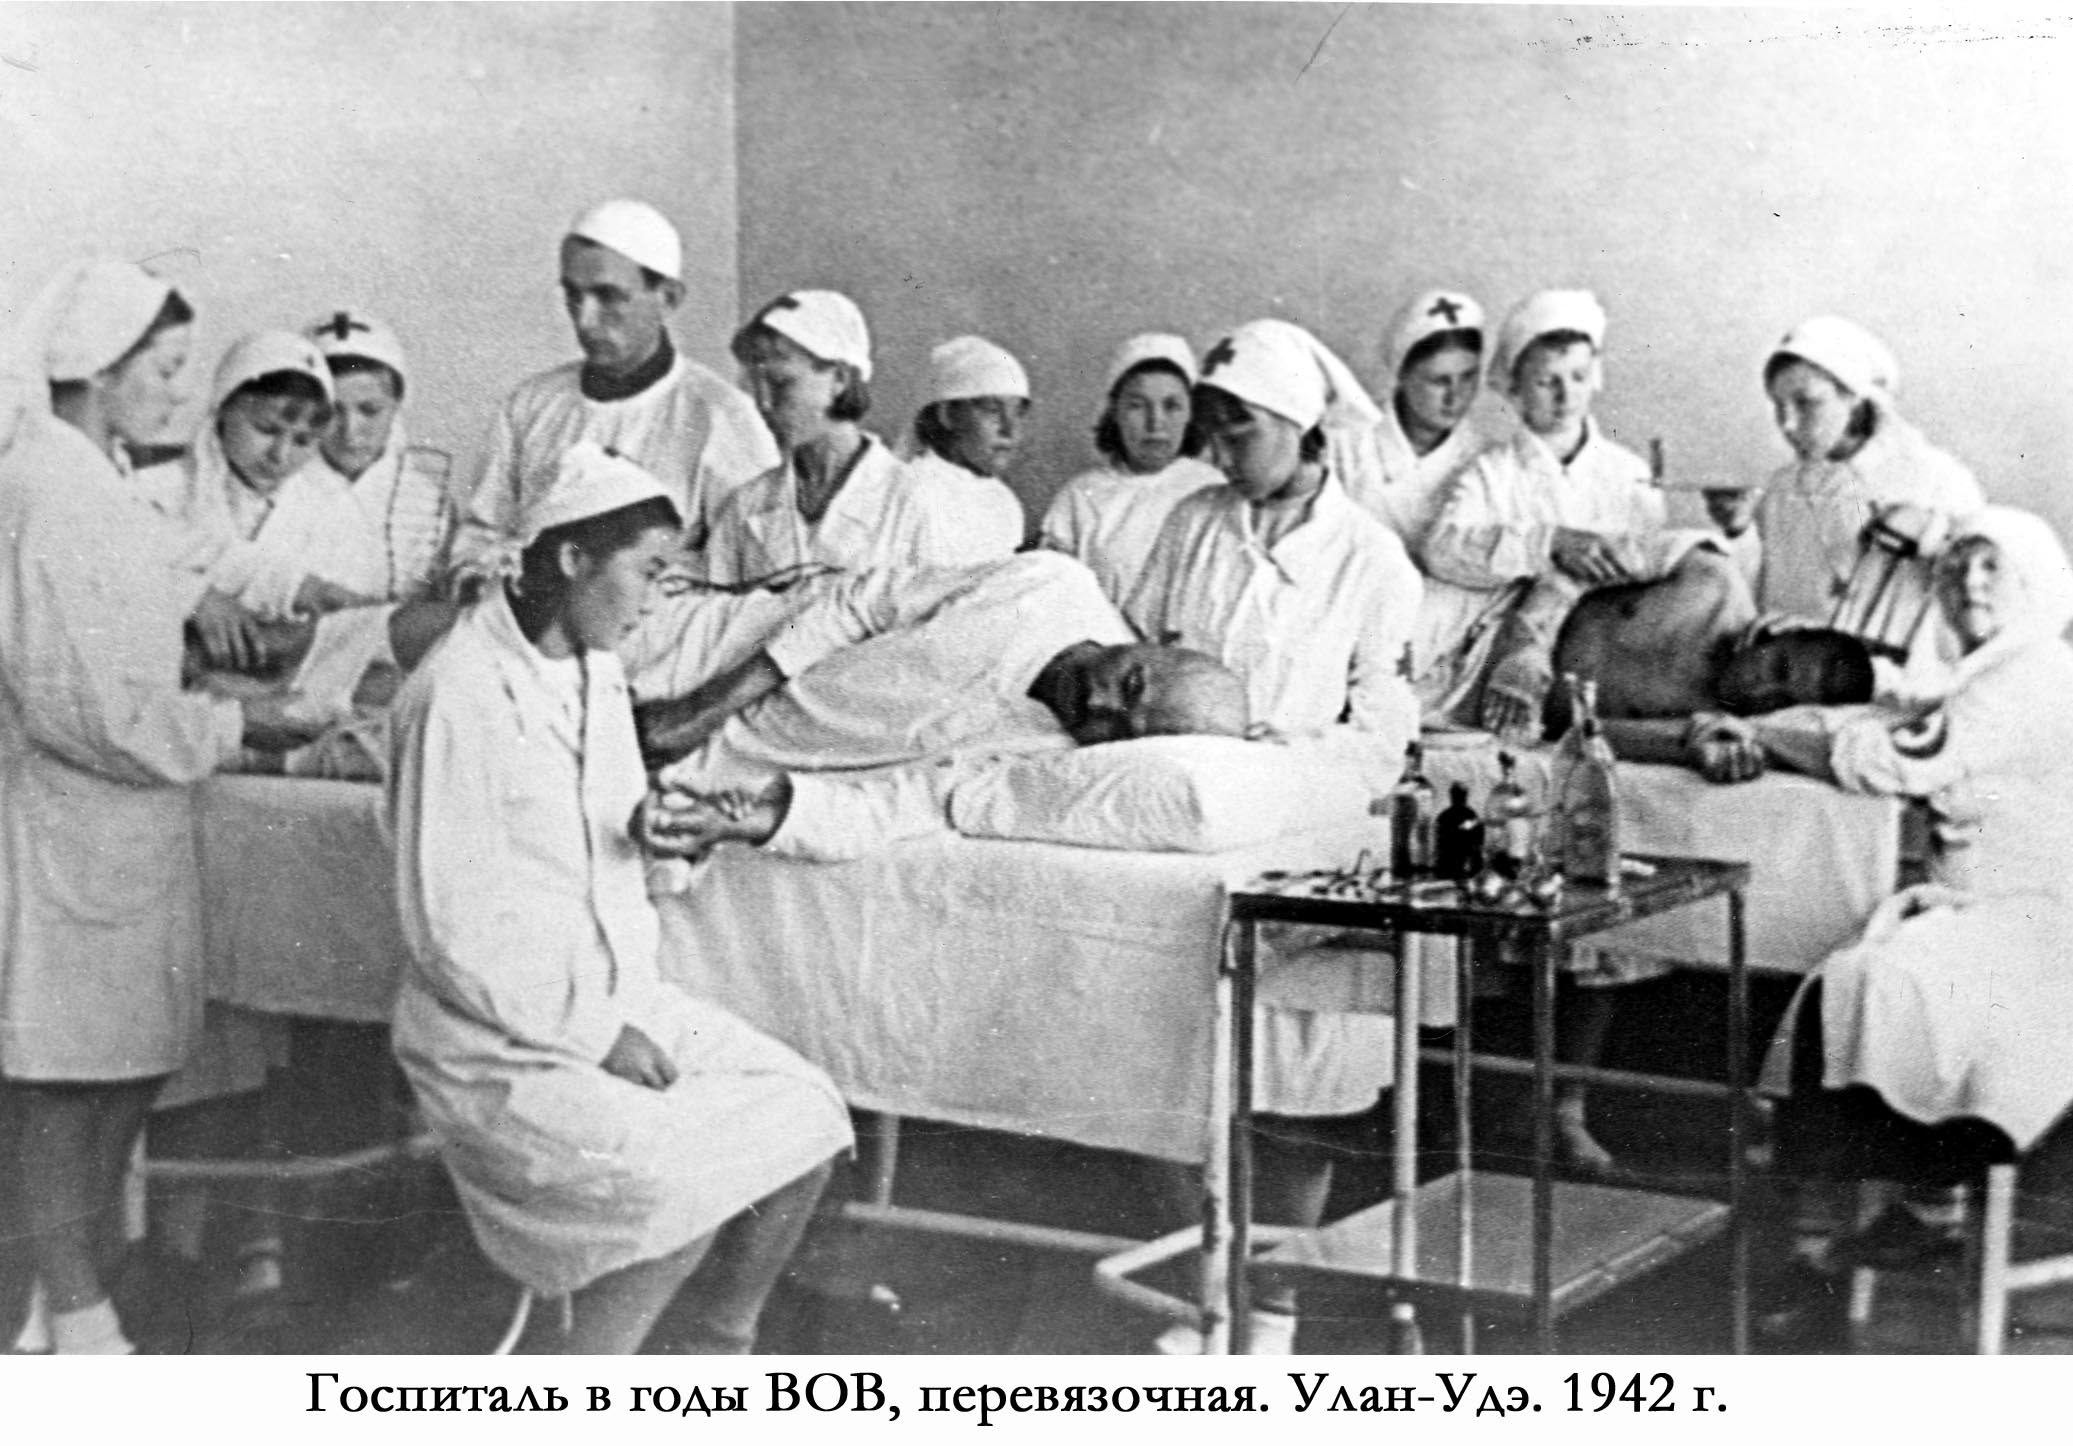 Госпиталь в годы ВОВ, перевязочная. Улан-Удэ. 1942 г.